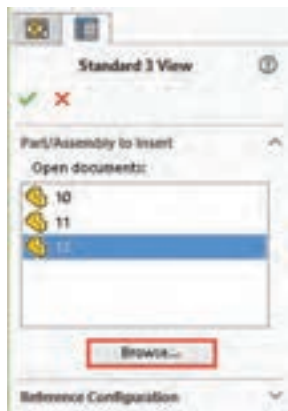 Standard 3 View
Part/Assembly to Insert
Open documents:
10
11
Browse...
Reference Configuration